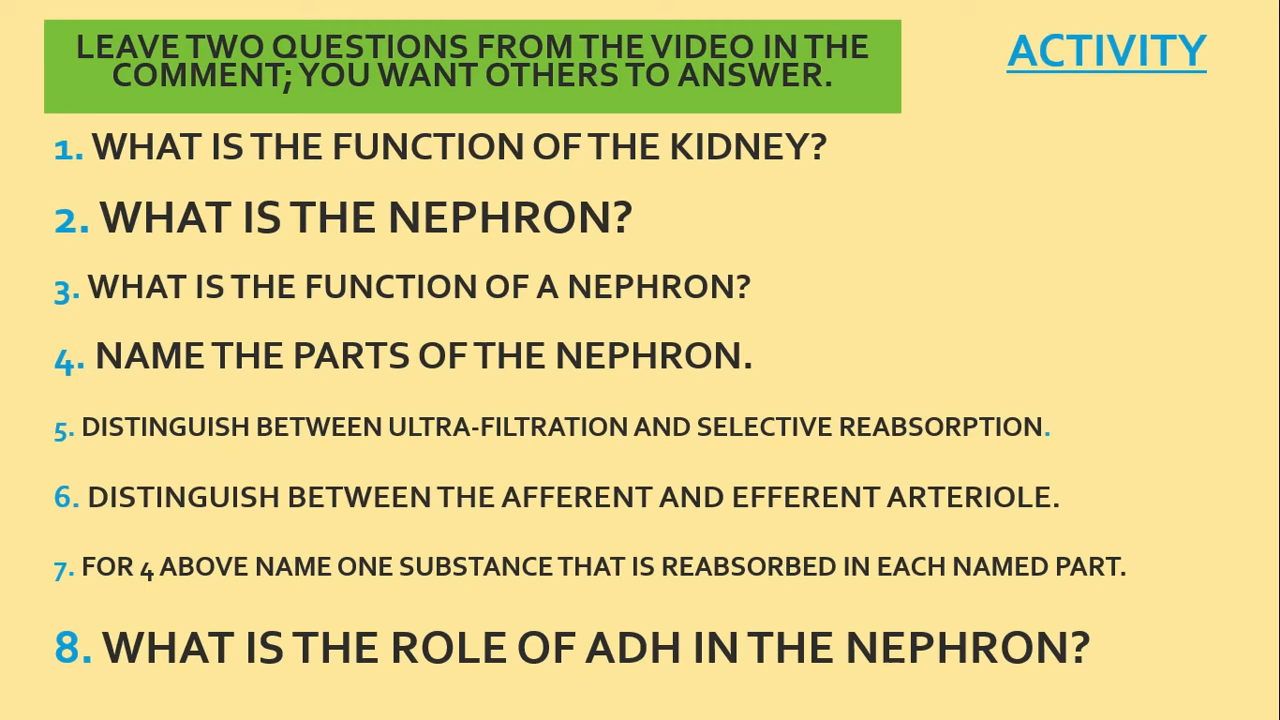 LEAVE TWO QUESTIONS FROM THE VIDEO IN THE
COMMENT; YOU WANT OTHERS TO ANSWER.
ACTIVITY
1. WHAT IS THE FUNCTION OF THE KIDNEY?
2. WHAT IS THE NEPHRON?
3. WHAT IS THE FUNCTION OF A NEPHRON?
4. NAME THE PARTS OF THE NEPHRON.
5. DISTINGUISH BETWEEN ULTRA-FILTRATION AND SELECTIVE REABSORPTION.
6. DISTINGUISH BETWEEN THE AFFERENT AND EFFERENT ARTERIOLE.
7. FOR 4 ABOVE NAME ONE SUBSTANCE THAT IS REABSORBED IN EACH NAMED PART.
8. WHAT IS THE ROLE OF ADH IN THE NEPHRON?